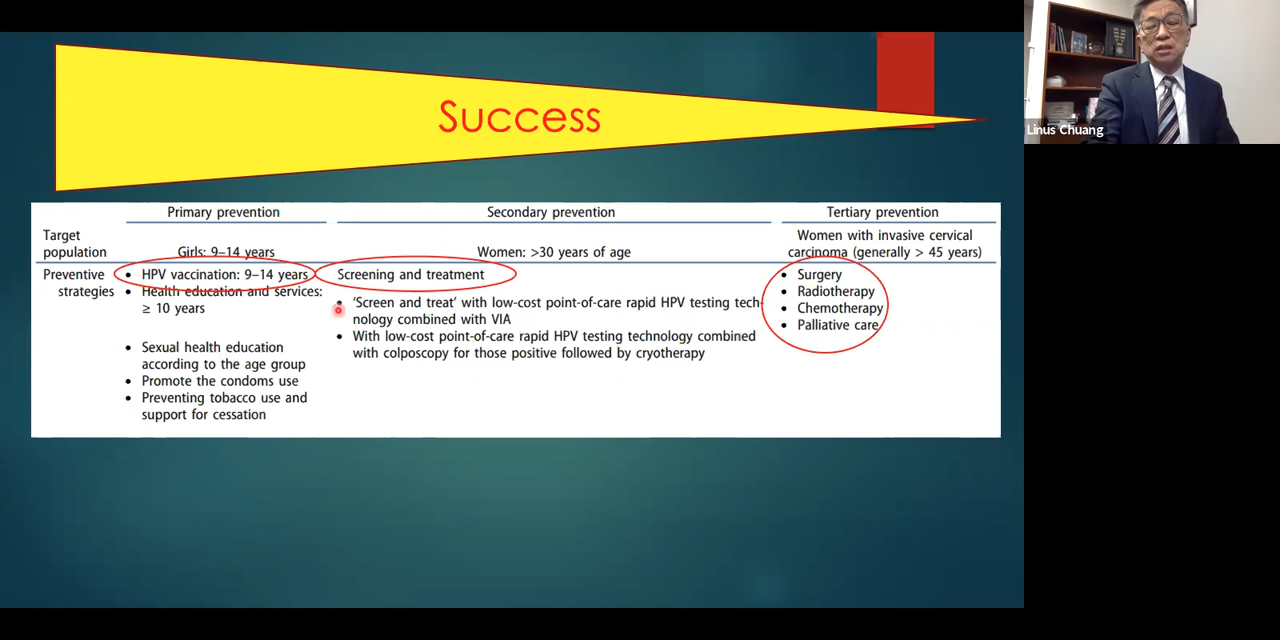 Success
Linus Chuang
Primary prevention
Secondary prevention
Tertiary prevention
Target
population
Girls: 9–14 years
Women: >30 years of age
Women with invasive cervical
carcinoma (generally > 45 years)
Preventive
strategies
• HPV vaccination: 9–14 years
• Health education and services:
≥ 10 years
• Sexual health education
according to the age group
• Promote the condoms use
• Preventing tobacco use and
support for cessation
Screening and treatment
• ‘Screen and treat’ with low-cost point-of-care rapid HPV testing tech-
nology combined with VIA
• With low-cost point-of-care rapid HPV testing technology combined
with colposcopy for those positive followed by cryotherapy
• Surgery
• Radiotherapy
• Chemotherapy
• Palliative care